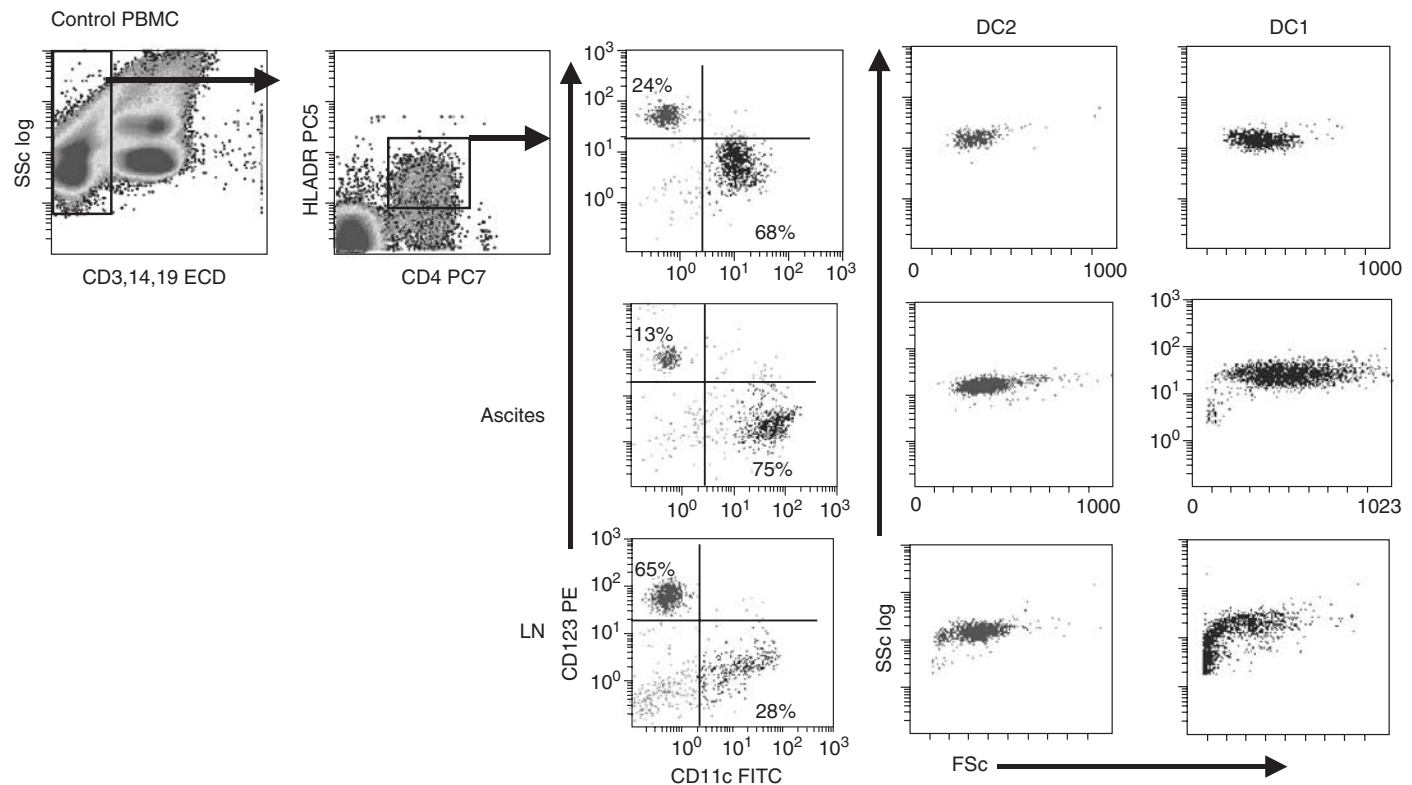 Control PBMC
DC2
DC1
SSc log
CD3,14,19 ECD
HLADR PC5
CD4 PC7
10³
10²
10¹
10⁰
24%
68%
10⁰ 10¹ 10² 10³
0 1000
1000
Ascites
13%
75%
10⁰ 10¹ 10² 10³
0 1000
10³
10²
10¹
10⁰
0 1023
LN
CD123 PE
10³
10²
10¹
10⁰
65%
28%
10⁰ 10¹ 10² 10³
CD11c FITC
SSc log
FSc